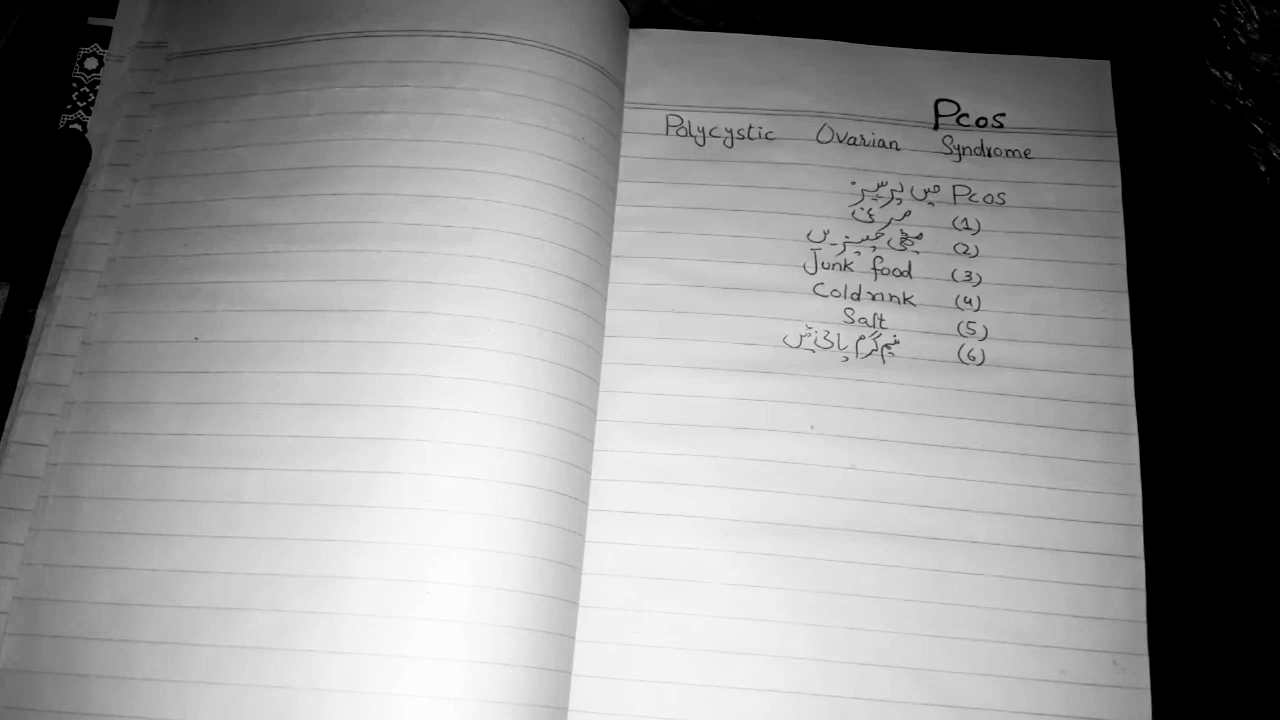 Pcos
Polycystic Ovarian Syndrome
Pcos میں پرہیز
(1) مرغی
(2) میٹھی چیزیں
(3) Junk food
(4) Coldrink
(5) Salt
(6) نیم گرم پانی پئیں